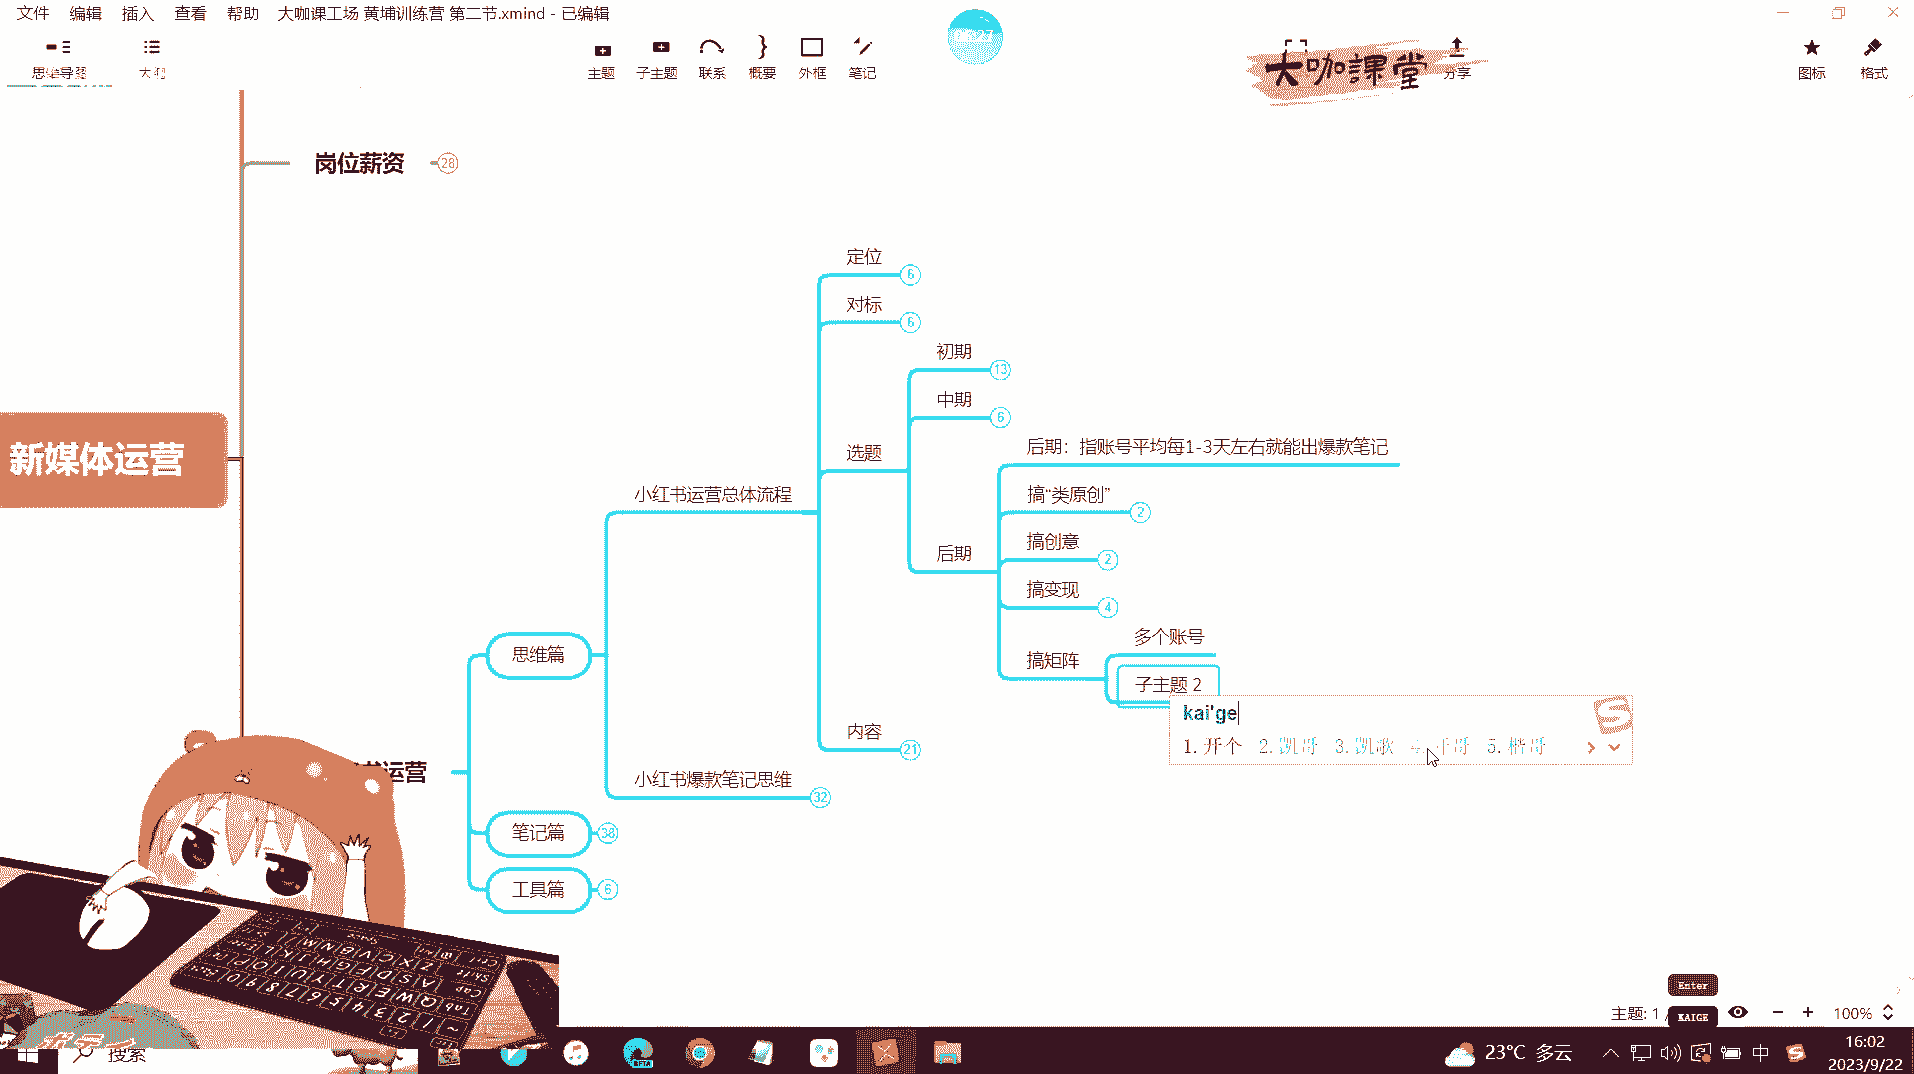 文件 编辑 插入 查看 帮助 大咖课工场 黄埔训练营 第二节.xmind - 已编辑
思维导图
主题 子主题 联系 概要 外框 笔记
大咖課堂
分享
图标 格式
岗位薪资 28
定位 6
对标 6
初期 13
中期 6
后期：指账号平均每1-3天左右就能出爆款笔记
选题
新媒体运营
小红书运营总体流程
搞“类原创” 2
搞创意 2
后期
搞变现 4
多个账号
思维篇
搞矩阵
子主题 2
kai'ge
内容 21
1. 开个 2. 凯哥 3. 凯歌 4. 开哥 5. 楷哥
书运营
小红书爆款笔记思维 32
笔记篇 38
工具篇 6
Enter
主题: 1 /
KAIGE
100%
搜索
BETA
23°C 多云
中
16:02
2023/9/22